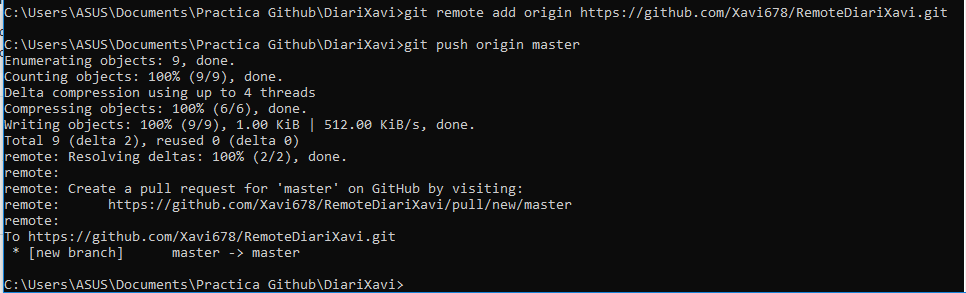 C:\Users\ASUS\Documents\Practica Github\DiariXavi>git remote add origin https://github.com/Xavi678/RemoteDiariXavi.git
C:\Users\ASUS\Documents\Practica Github\DiariXavi>git push origin master
Enumerating objects: 9, done.
Counting objects: 100% (9/9), done.
Delta compression using up to 4 threads
Compressing objects: 100% (6/6), done.
Writing objects: 100% (9/9), 1.00 KiB | 512.00 KiB/s, done.
Total 9 (delta 2), reused 0 (delta 0)
remote: Resolving deltas: 100% (2/2), done.
remote:
remote: Create a pull request for 'master' on GitHub by visiting:
remote:      https://github.com/Xavi678/RemoteDiariXavi/pull/new/master
remote:
To https://github.com/Xavi678/RemoteDiariXavi.git
 * [new branch]      master -> master
C:\Users\ASUS\Documents\Practica Github\DiariXavi>